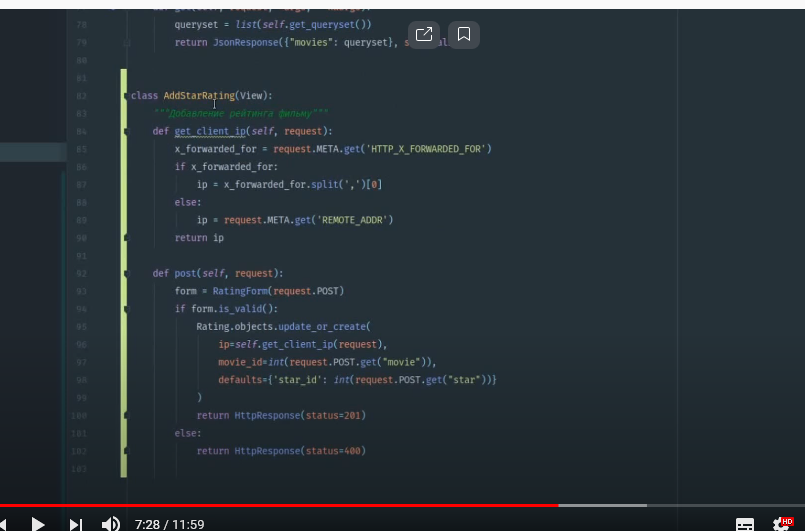 78 queryset = list(self.get_queryset())
79 return JsonResponse({"movies": queryset},
80
81
82 class AddStarRating(View):
83 """Добавление рейтинга фильму"""
84 def get_client_ip(self, request):
85 x_forwarded_for = request.META.get('HTTP_X_FORWARDED_FOR')
86 if x_forwarded_for:
87 ip = x_forwarded_for.split(',')[0]
88 else:
89 ip = request.META.get('REMOTE_ADDR')
90 return ip
91
92 def post(self, request):
93 form = RatingForm(request.POST)
94 if form.is_valid():
95 Rating.objects.update_or_create(
96 ip=self.get_client_ip(request),
97 movie_id=int(request.POST.get("movie")),
98 defaults={'star_id': int(request.POST.get("star"))}
99 )
100 return HttpResponse(status=201)
101 else:
102 return HttpResponse(status=400)
103
7:28 / 11:59
HD